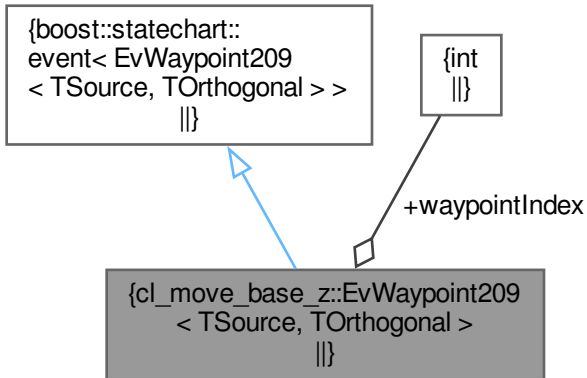 {boost::statechart::
event< EvWaypoint209
< TSource, TOrthogonal > >
||}
{int
||}
+waypointIndex
{cl_move_base_z::EvWaypoint209
< TSource, TOrthogonal >
||}